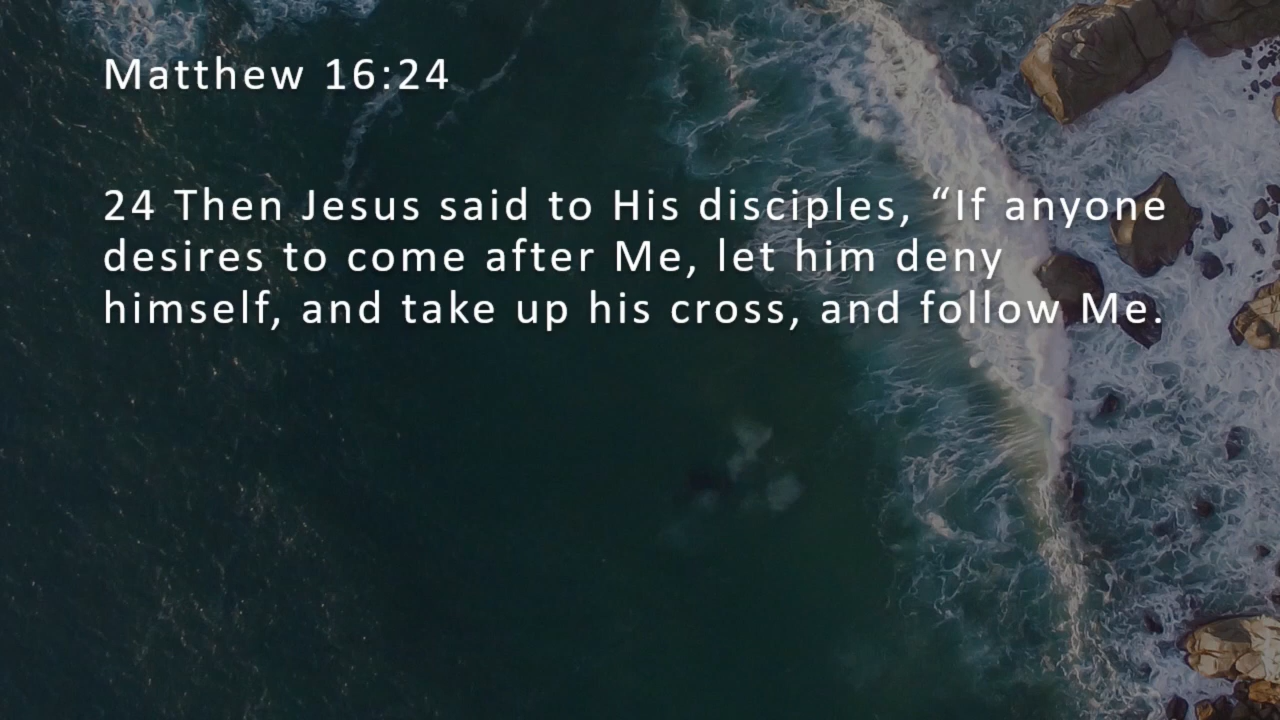 Matthew 16:24
24 Then Jesus said to His disciples, “If anyone
desires to come after Me, let him deny
himself, and take up his cross, and follow Me.